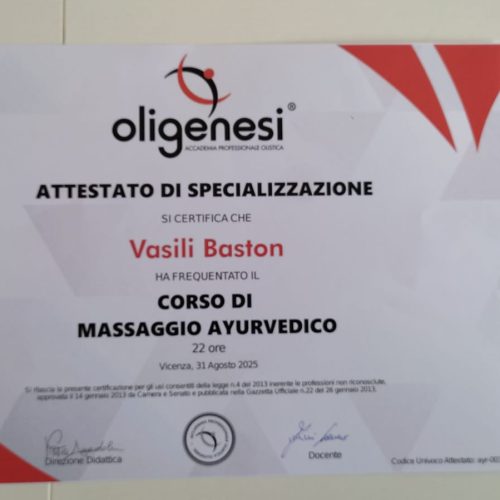 oligenesi®
ACCADEMIA PROFESSIONALE OLISTICA
ATTESTATO DI SPECIALIZZAZIONE
SI CERTIFICA CHE
Vasili Baston
HA FREQUENTATO IL
CORSO DI
MASSAGGIO AYURVEDICO
22 ore
Vicenza, 31 Agosto 2025
Si rilascia la presente certificazione per gli usi consentiti della legge n.4 del 2013 inerente le professioni non riconosciute,
approvata il 14 gennaio 2013 da Camera e Senato e pubblicata nella Gazzetta Ufficiale n.22 del 26 gennaio 2013.
Direzione Didattica
Docente
Codice Univoco Attestato: ayr-00